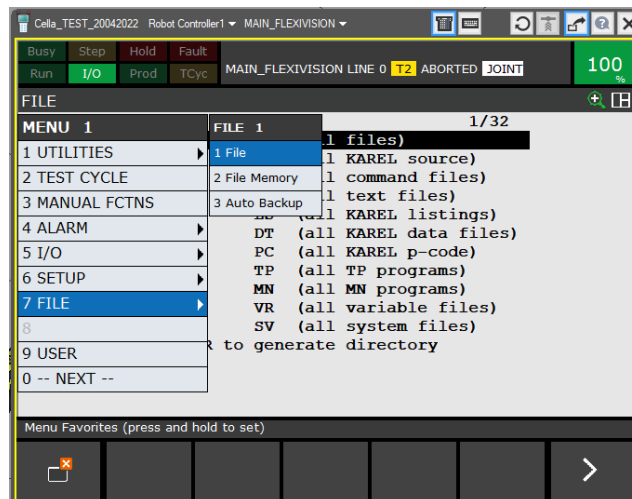 Cella_TEST_20042022 Robot Controller1 MAIN_FLEXIVISION
Busy Step Hold Fault
Run I/O Prod TCyc
MAIN_FLEXIVISION LINE 0 T2 ABORTED JOINT
100
%
FILE
MENU 1
1 UTILITIES
2 TEST CYCLE
3 MANUAL FCTNS
4 ALARM
5 I/O
6 SETUP
7 FILE
8
9 USER
0 -- NEXT --
FILE 1
1 File
2 File Memory
3 Auto Backup
1/32
l files)
ll KAREL source)
ll command files)
ll text files)
(all KAREL listings)
DT (all KAREL data files)
PC (all KAREL p-code)
TP (all TP programs)
MN (all MN programs)
VR (all variable files)
SV (all system files)
R to generate directory
Menu Favorites (press and hold to set)